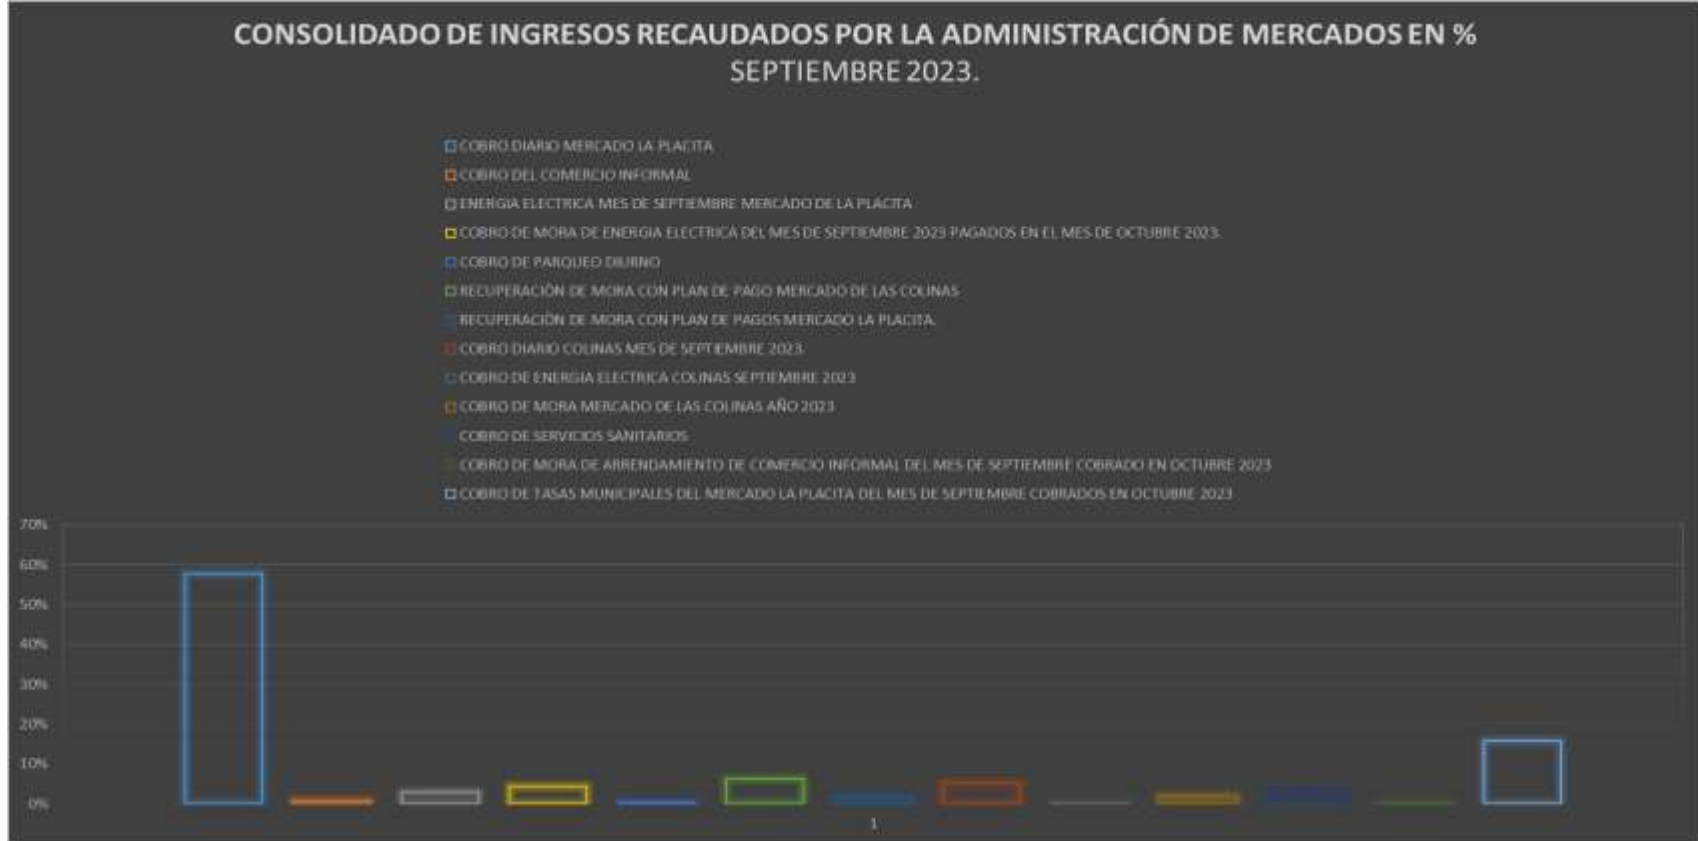 CONSOLIDADO DE INGRESOS RECAUDADOS POR LA ADMINISTRACIÓN DE MERCADOS EN %
SEPTIEMBRE 2023.
COBRO DIARIO MERCADO LA PLACITA
COBRO DEL COMERCIO INFORMAL
ENERGIA ELECTRICA MES DE SEPTIEMBRE MERCADO DE LA PLACITA
COBRO DE MORA DE ENERGIA ELECTRICA DEL MES DE SEPTIEMBRE 2023 PAGADOS EN EL MES DE OCTUBRE 2023.
COBRO DE PARQUEO DIURNO
RECUPERACIÒN DE MORA CON PLAN DE PAGO MERCADO DE LAS COLINAS
RECUPERACIÒN DE MORA CON PLAN DE PAGOS MERCADO LA PLACITA.
COBRO DIARIO COLINAS MES DE SEPTIEMBRE 2023.
COBRO DE ENERGIA ELECTRICA COLINAS SEPTIEMBRE 2023
COBRO DE MORA MERCADO DE LAS COLINAS AÑO 2023
COBRO DE SERVICIOS SANITARIOS
COBRO DE MORA DE ARRENDAMIENTO DE COMERCIO INFORMAL DEL MES DE SEPTIEMBRE COBRADO EN OCTUBRE 2023
COBRO DE TASAS MUNICIPALES DEL MERCADO LA PLACITA DEL MES DE SEPTIEMBRE COBRADOS EN OCTUBRE 2023
70%
60%
50%
40%
30%
20%
10%
0%
1